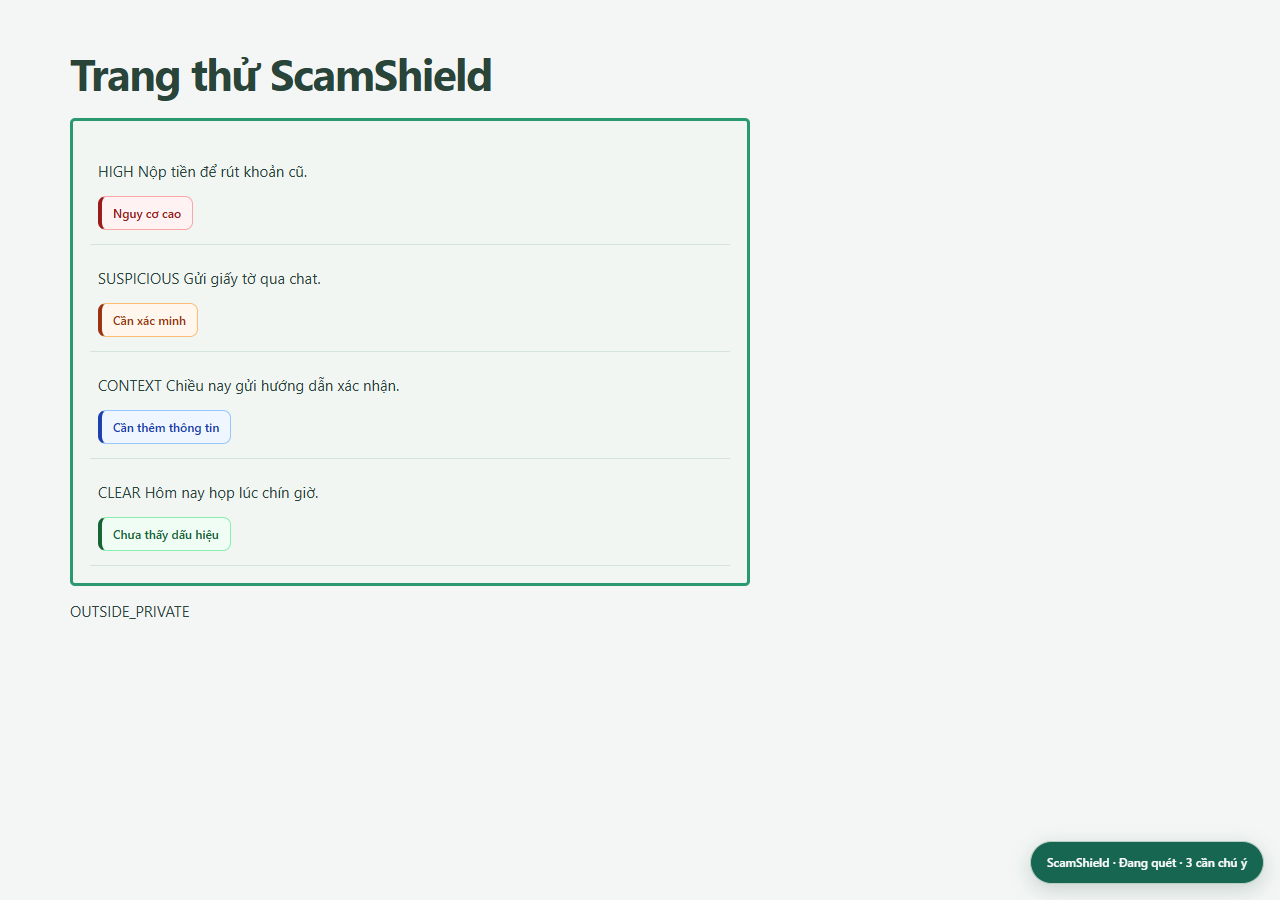 Trang thử ScamShield
HIGH Nộp tiền để rút khoản cũ.
Nguy cơ cao
SUSPICIOUS Gửi giấy tờ qua chat.
Cần xác minh
CONTEXT Chiều nay gửi hướng dẫn xác nhận.
Cần thêm thông tin
CLEAR Hôm nay họp lúc chín giờ.
Chưa thấy dấu hiệu
OUTSIDE_PRIVATE
ScamShield · Đang quét · 3 cần chú ý